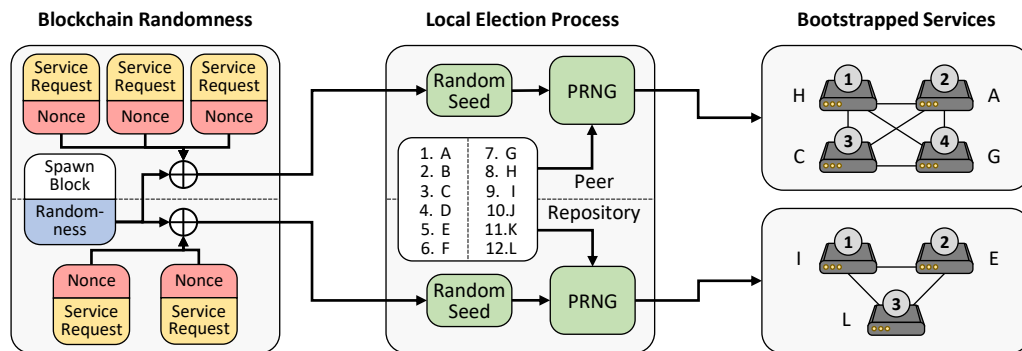 Blockchain Randomness
Service
Request
Nonce
Service
Request
Nonce
Service
Request
Nonce
Spawn
Block
Random-
ness
Nonce
Service
Request
Nonce
Service
Request
Local Election Process
Random
Seed
PRNG
1. A
2. B
3. C
4. D
5. E
6. F
7. G
8. H
9. I
10.J
11.K
12.L
Peer
Repository
Random
Seed
PRNG
Bootstrapped Services
H
1
2
A
C
3
4
G
I
1
2
E
L
3